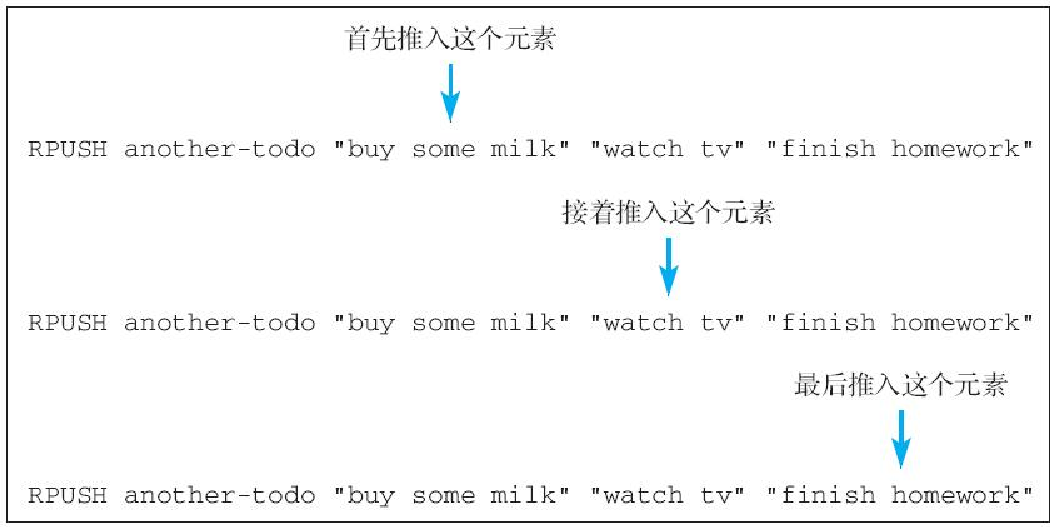 首先推入这个元素
RPUSH another-todo "buy some milk" "watch tv" "finish homework"
接着推入这个元素
RPUSH another-todo "buy some milk" "watch tv" "finish homework"
最后推入这个元素
RPUSH another-todo "buy some milk" "watch tv" "finish homework"